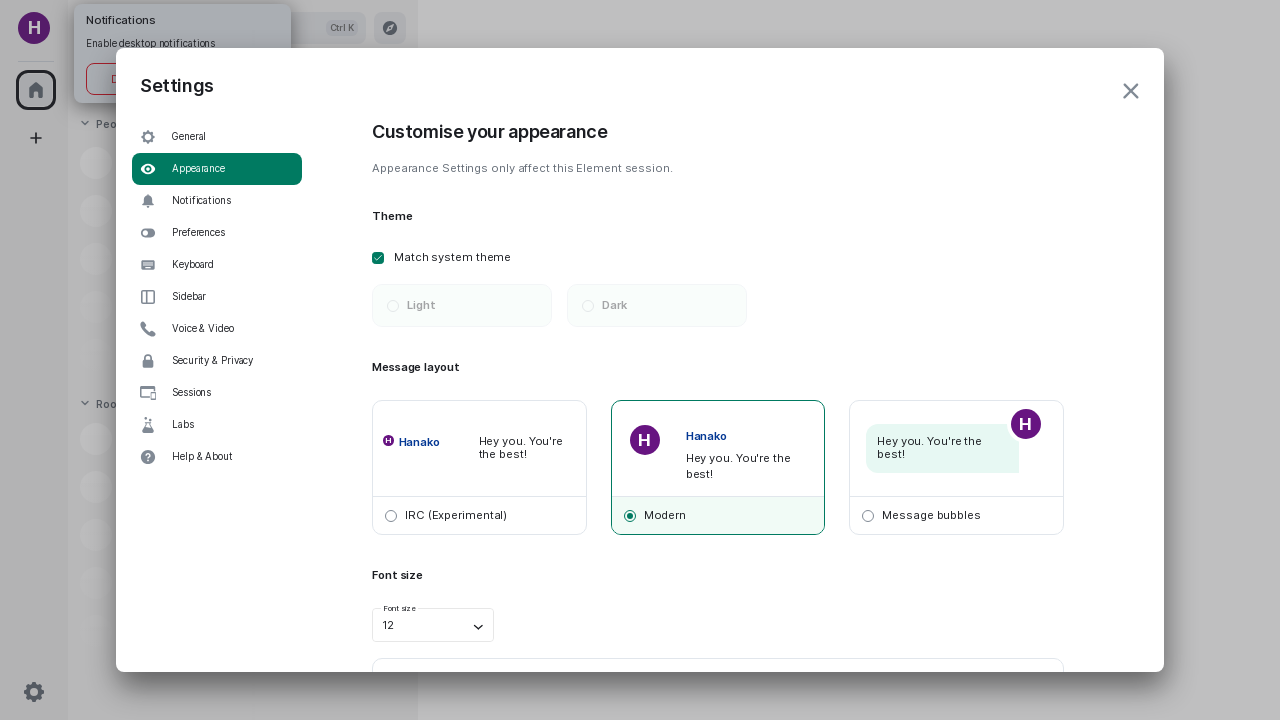 H
Notifications
Ctrl K
Enable desktop notifications
Settings
General
Appearance
Notifications
Preferences
Keyboard
Sidebar
Voice & Video
Security & Privacy
Sessions
Labs
Help & About
Customise your appearance
Appearance Settings only affect this Element session.
Theme
Match system theme
Light
Dark
Message layout
H
Hanako
Hey you. You're
the best!
IRC (Experimental)
H
Hanako
Hey you. You're the
best!
Modern
H
Hey you. You're the
best!
Message bubbles
Font size
Font size
12